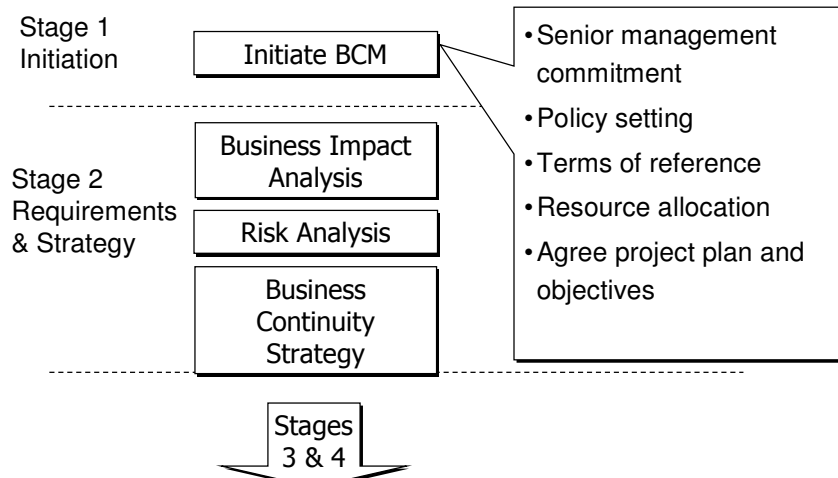 Stage 1
Initiation
Initiate BCM
• Senior management
commitment
• Policy setting
• Terms of reference
• Resource allocation
• Agree project plan and
objectives
Stage 2
Requirements
& Strategy
Business Impact
Analysis
Risk Analysis
Business
Continuity
Strategy
Stages
3 & 4